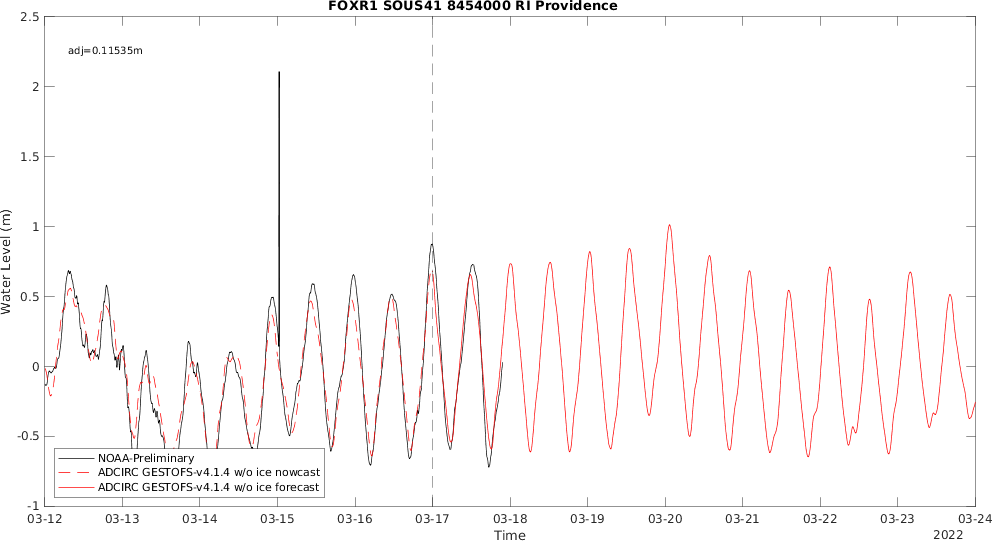 FOXR1 SOUS41 8454000 RI Providence
adj=0.11535m
2.5
2
1.5
1
0.5
0
-0.5
-1
Water Level (m)
NOAA-Preliminary
ADCIRC GESTOFS-v4.1.4 w/o ice nowcast
ADCIRC GESTOFS-v4.1.4 w/o ice forecast
03-12 03-13 03-14 03-15 03-16 03-17 03-18 03-19 03-20 03-21 03-22 03-23 03-24
Time
2022